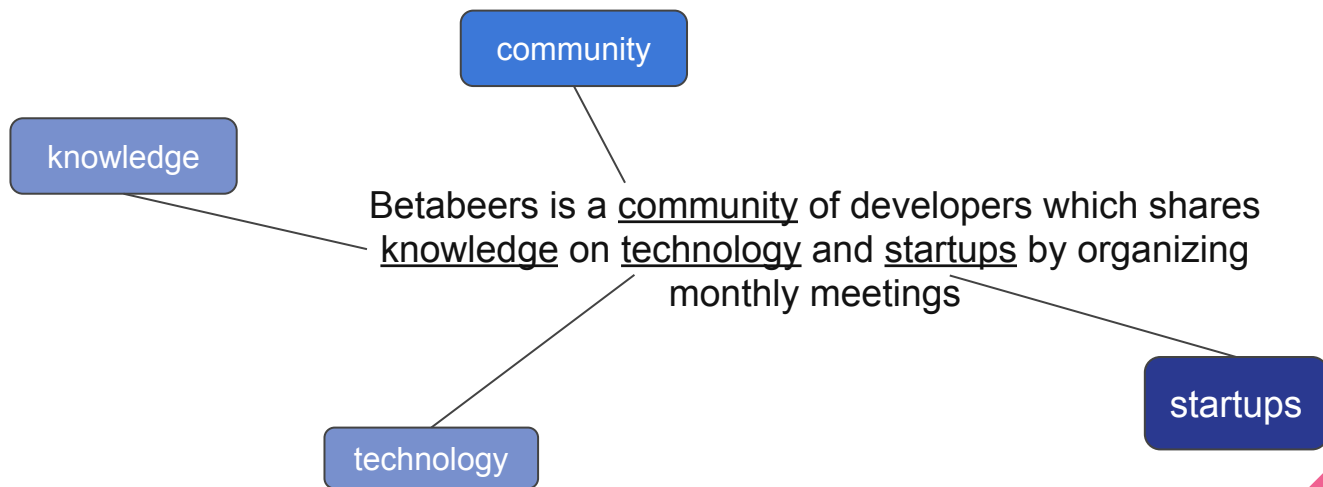 community
knowledge
Betabeers is a community of developers which shares
knowledge on technology and startups by organizing
monthly meetings
startups
technology